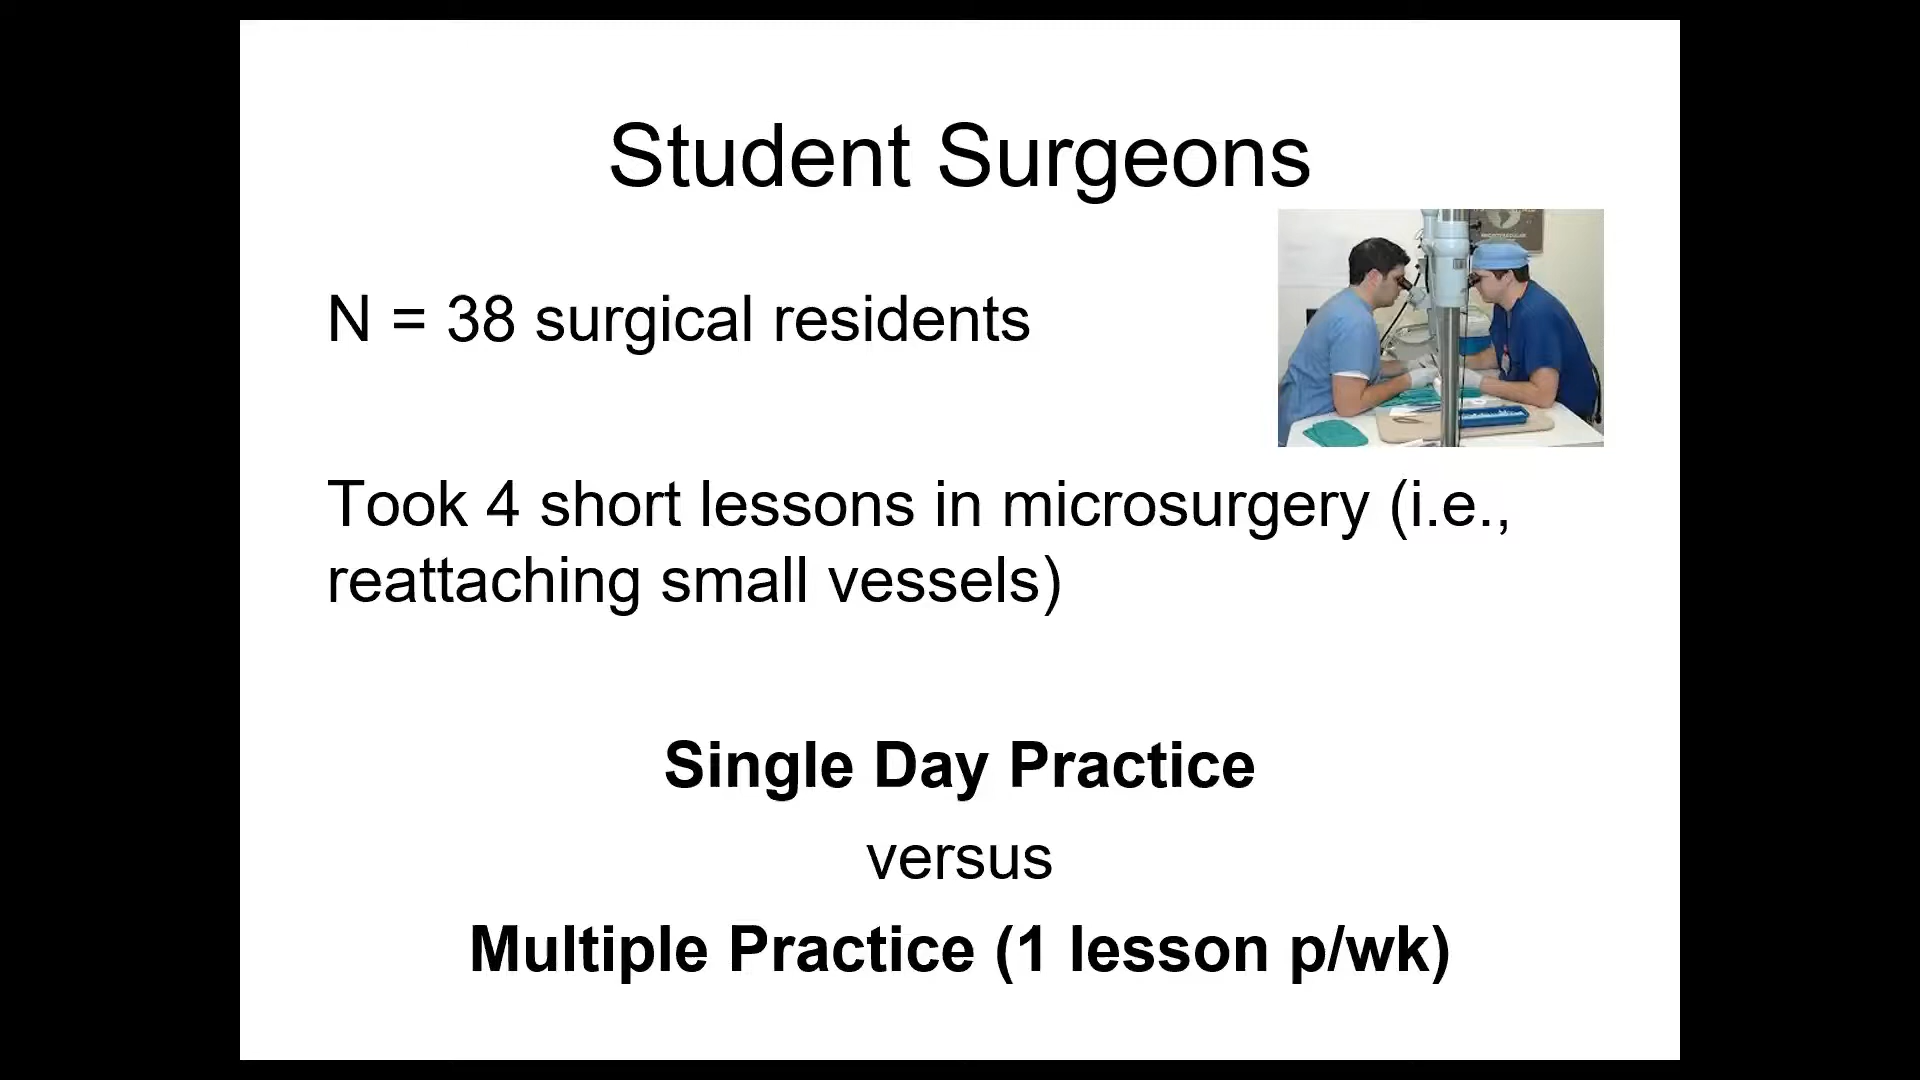 Student Surgeons
N = 38 surgical residents
Took 4 short lessons in microsurgery (i.e.,
reattaching small vessels)
Single Day Practice
versus
Multiple Practice (1 lesson p/wk)